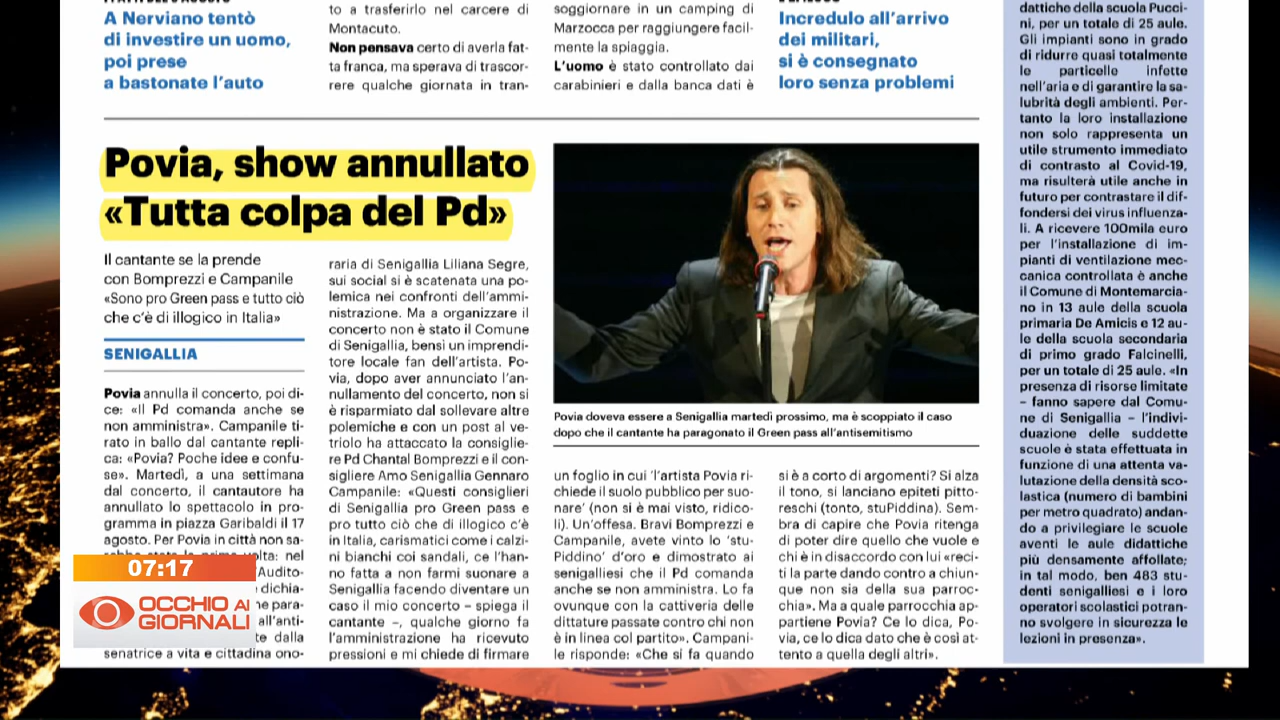 A Nerviano tentò
di investire un uomo,
poi prese
a bastonate l'auto
to a trasferirlo nel carcere di
Montacuto.
Non pensava certo di averla fat-
ta franca, ma sperava di trascor-
rere qualche giornata in tran-
soggiornare in un camping di
Marzocca per raggiungere facil-
mente la spiaggia.
L'uomo è stato controllato dai
carabinieri e dalla banca dati è
Incredulo all'arrivo
dei militari,
si è consegnato
loro senza problemi
Povia, show annullato
«Tutta colpa del Pd»
Il cantante se la prende
con Bomprezzi e Campanile
«Sono pro Green pass e tutto ciò
che c'è di illogico in Italia»
SENIGALLIA
Povia annulla il concerto, poi di-
ce: «Il Pd comanda anche se
non amministra». Campanile ti-
rato in ballo dal cantante repli-
ca: «Povia? Poche idee e confu-
se». Martedì, a una settimana
dal concerto, il cantautore ha
annullato lo spettacolo in pro-
gramma in piazza Garibaldi il 17
agosto. Per Povia in città non sa-
volta: nel
'Audito-
dichia-
ne para-
all'anti-
te dalla
senatrice a vita e cittadina ono-
raria di Senigallia Liliana Segre,
sui social si è scatenata una po-
lemica nei confronti dell'ammi-
nistrazione. Ma a organizzare il
concerto non è stato il Comune
di Senigallia, bensì un imprendi-
tore locale fan dell'artista. Po-
via, dopo aver annunciato l'an-
nullamento del concerto, non si
è risparmiato dal sollevare altre
polemiche e con un post al ve-
triolo ha attaccato la consiglie-
re Pd Chantal Bomprezzi e il con-
sigliere Amo Senigallia Gennaro
Campanile: «Questi consiglieri
di Senigallia pro Green pass e
pro tutto ciò che di illogico c'è
in Italia, carismatici come i calzi-
ni bianchi coi sandali, ce l'han-
no fatta a non farmi suonare a
Senigallia facendo diventare un
caso il mio concerto – spiega il
cantante –, qualche giorno fa
l'amministrazione ha ricevuto
pressioni e mi chiede di firmare
Povia doveva essere a Senigallia martedì prossimo, ma è scoppiato il caso
dopo che il cantante ha paragonato il Green pass all'antisemitismo
un foglio in cui 'l'artista Povia ri-
chiede il suolo pubblico per suo-
nare' (non si è mai visto, ridico-
li). Un'offesa. Bravi Bomprezzi e
Campanile, avete vinto lo 'stu-
Piddino' d'oro e dimostrato ai
senigalliesi che il Pd comanda
anche se non amministra. Lo fa
ovunque con la cattiveria delle
dittature passate contro chi non
è in linea col partito». Campani-
le risponde: «Che si fa quando
si è a corto di argomenti? Si alza
il tono, si lanciano epiteti pitto-
reschi (tonto, stuPiddina). Sem-
bra di capire che Povia ritenga
di poter dire quello che vuole e
chi è in disaccordo con lui «reci-
ti la parte dando contro a chiun-
que non sia della sua parroc-
chia». Ma a quale parrocchia ap-
partiene Povia? Ce lo dica, Po-
via, ce lo dica dato che è così at-
tento a quella degli altri».
dattiche della scuola Pucci-
ni, per un totale di 25 aule.
Gli impianti sono in grado
di ridurre quasi totalmente
le particelle infette
nell'aria e di garantire la sa-
lubrità degli ambienti. Per-
tanto la loro installazione
non solo rappresenta un
utile strumento immediato
di contrasto al Covid-19,
ma risulterà utile anche in
futuro per contrastare il dif-
fondersi dei virus influenza-
li. A ricevere 100mila euro
per l'installazione di im-
pianti di ventilazione mec-
canica controllata è anche
il Comune di Montemarcia-
no in 13 aule della scuola
primaria De Amicis e 12 au-
le della scuola secondaria
di primo grado Falcinelli,
per un totale di 25 aule. «In
presenza di risorse limitate
– fanno sapere dal Comu-
ne di Senigallia – l'indivi-
duazione delle suddette
scuole è stata effettuata in
funzione di una attenta va-
lutazione della densità sco-
lastica (numero di bambini
per metro quadrato) andan-
do a privilegiare le scuole
aventi le aule didattiche
più densamente affollate;
in tal modo, ben 483 stu-
denti senigalliesi e i loro
operatori scolastici potran-
no svolgere in sicurezza le
lezioni in presenza».
07:17
OCCHIO AI
GIORNALI